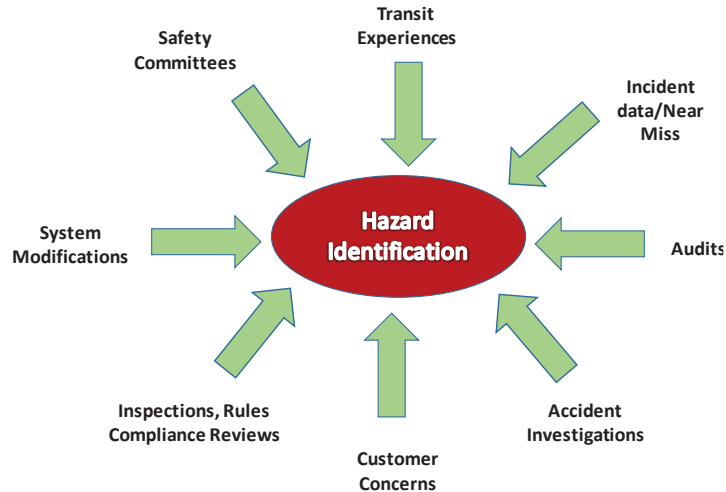 Transit
Experiences
Safety
Committees
Incident
data/Near
Miss
Hazard
Identification
System
Modifications
Audits
Inspections, Rules
Compliance Reviews
Accident
Investigations
Customer
Concerns